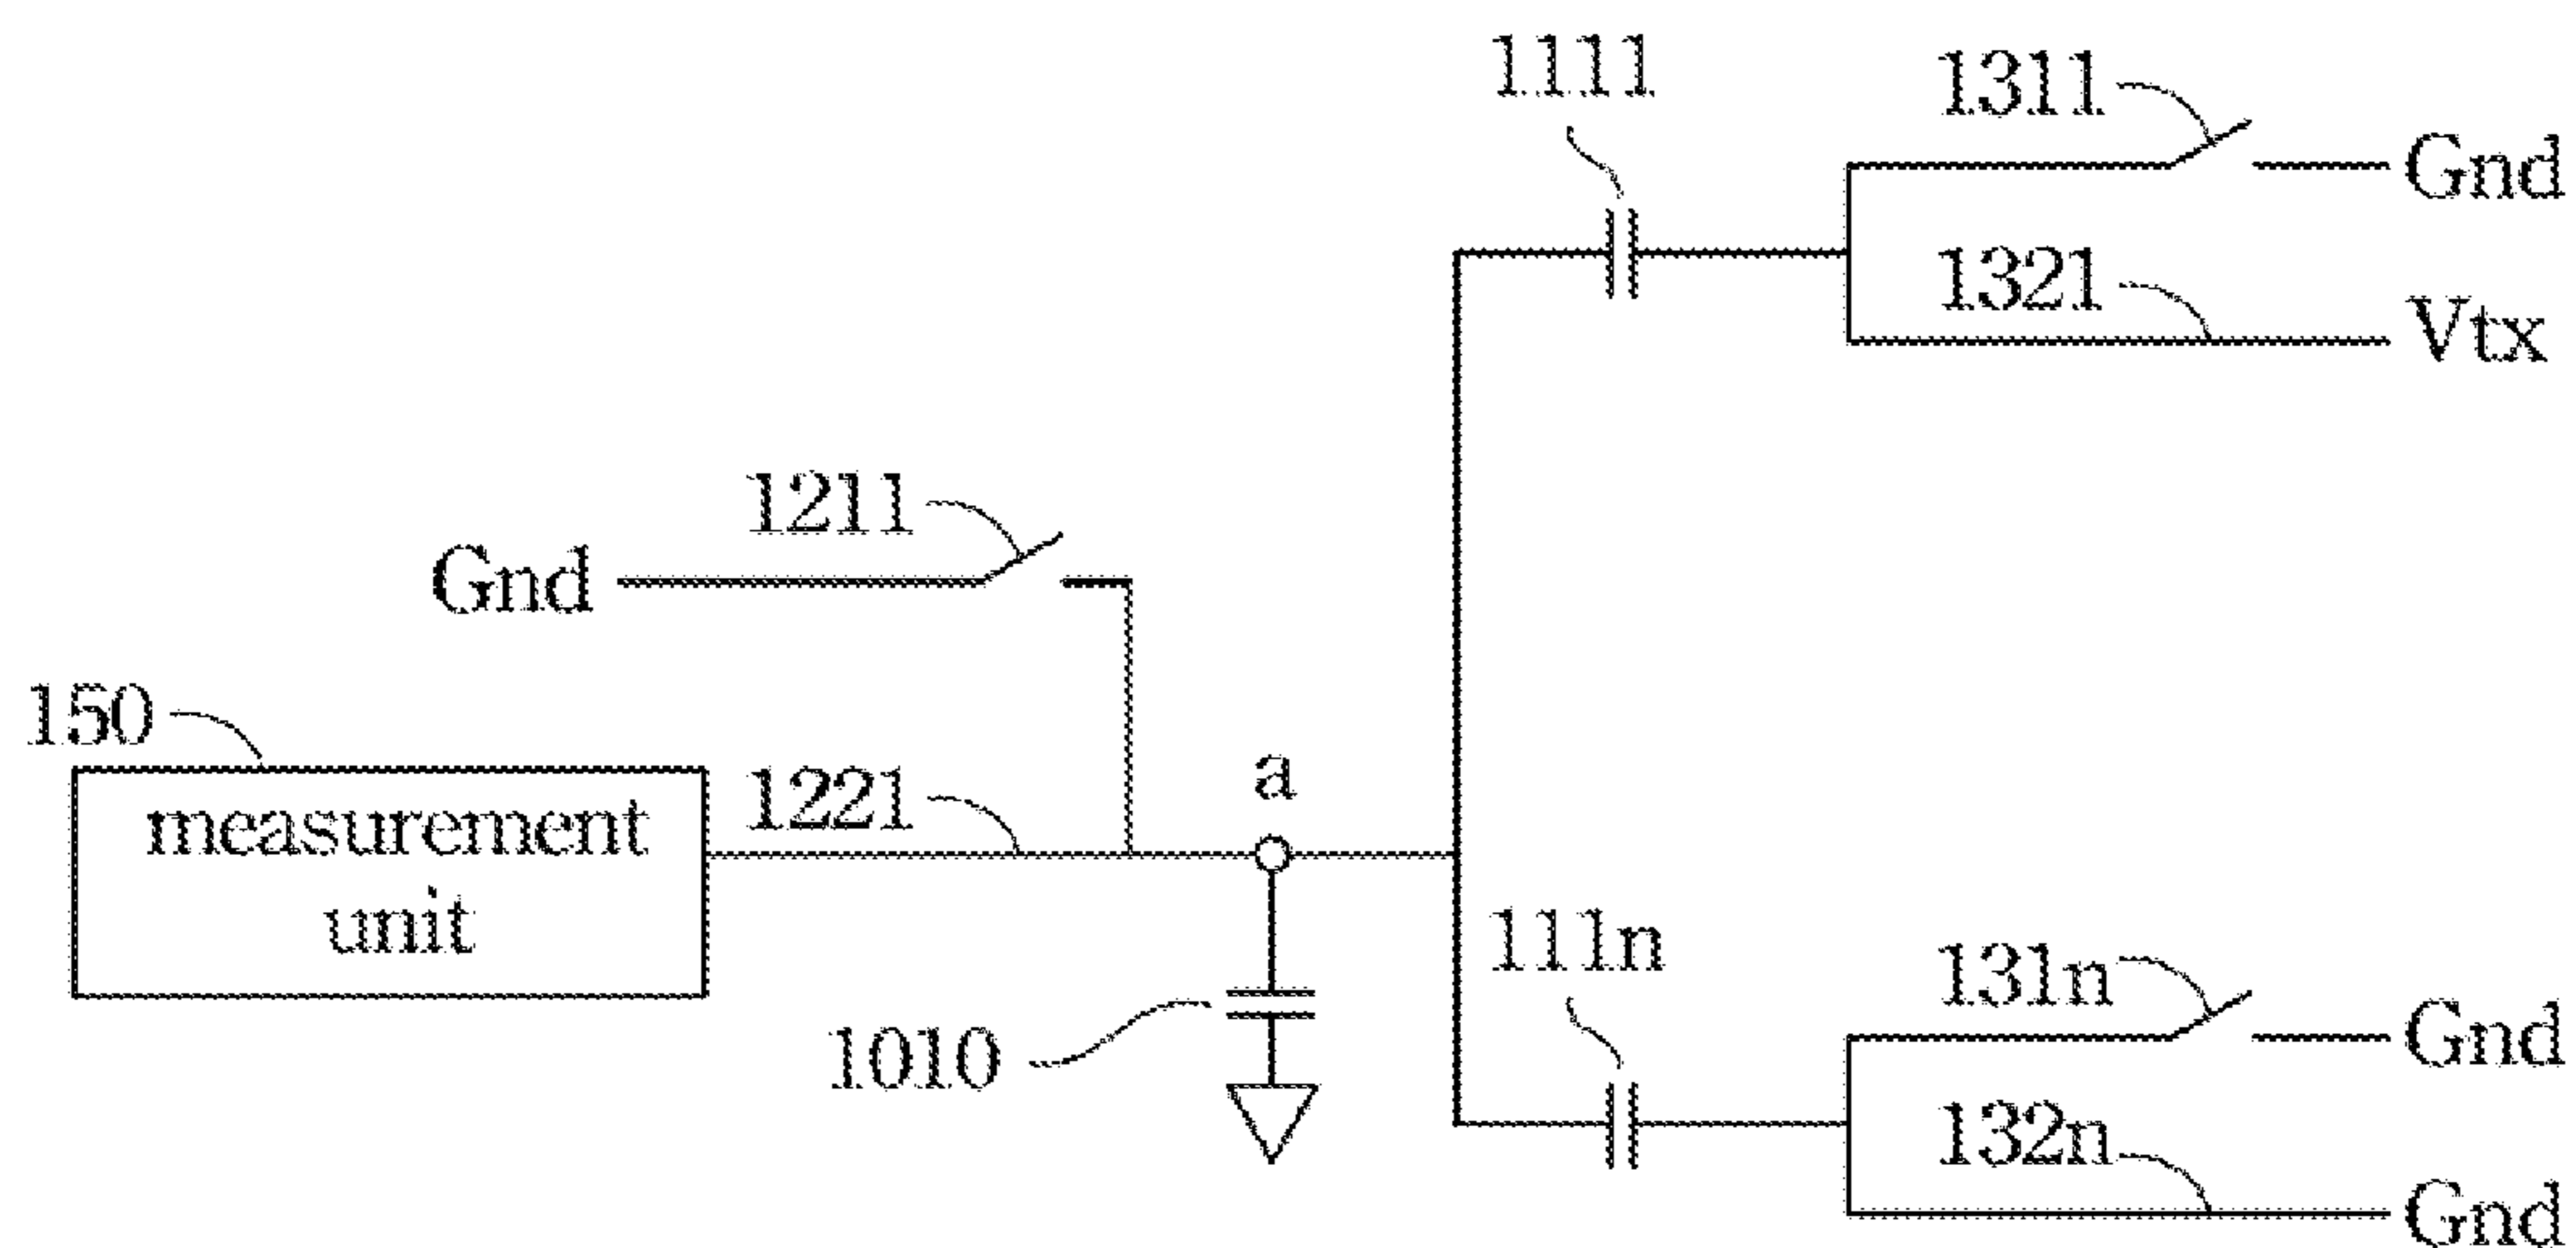 1111
1311
Gnd
1321
Vtx
1211
Gnd
150
measurement
unit
1221
a
1010
111n
131n
Gnd
132n
Gnd